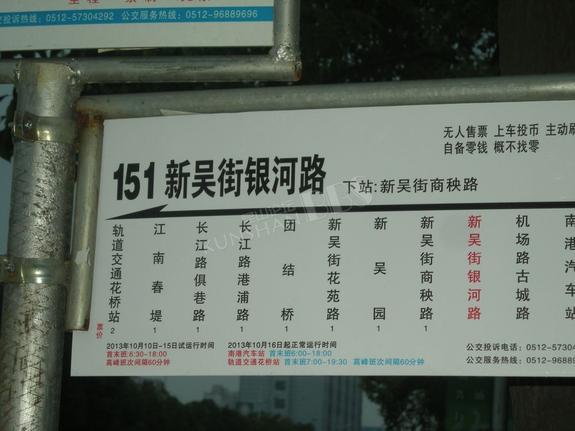 公交投诉热线：0512-57304292 公交服务热线：0512-96889696
无人售票 上车投币 主动刷
自备零钱 概不找零
151 新吴街银河路 下站:新吴街商秧路
轨道交通花桥站
江南春堤
长江路俱巷路
长江路港浦路
团结桥
新吴街花苑路
新吴园
新吴街商秧路
新吴街银河路
机场路古城路
南港汽车站
票价 2 1 1 1 1 1 1 1
2013年10月10日-15日试运行时间
首末班6:30-18:00
高峰班次间隔60分钟
2013年10月16日起正常运行时间
南港汽车站 首末班6:00-18:00
轨道交通花桥站 首末班7:00-19:30 高峰班次间隔60分钟
公交投诉电话：0512-5730
公交服务热线：0512-9688
KUNSHAN BBS